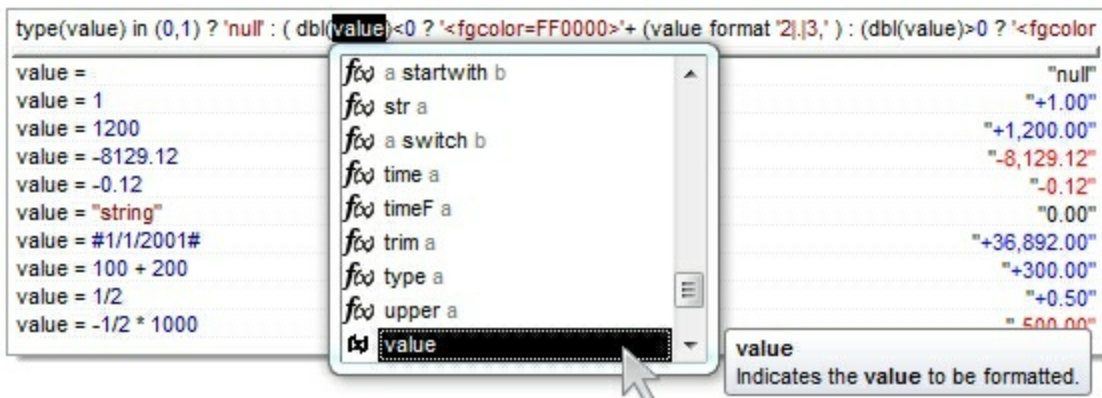 type(value) in (0,1) ? 'null' : ( dbl(value)<0 ? '<fgcolor=FF0000>'+ (value format '2|.|3,' ) : (dbl(value)>0 ? '<fgcolor
value = "null"
value = 1 "+1.00"
value = 1200 "+1,200.00"
value = -8129.12 "-8,129.12"
value = -0.12 "-0.12"
value = "string" "0.00"
value = #1/1/2001# "+36,892.00"
value = 100 + 200 "+300.00"
value = 1/2 "+0.50"
value = -1/2 * 1000 "-500.00"
f(x) a startwith b
f(x) str a
f(x) a switch b
f(x) time a
f(x) timeF a
f(x) trim a
f(x) type a
f(x) upper a
value
value
Indicates the value to be formatted.